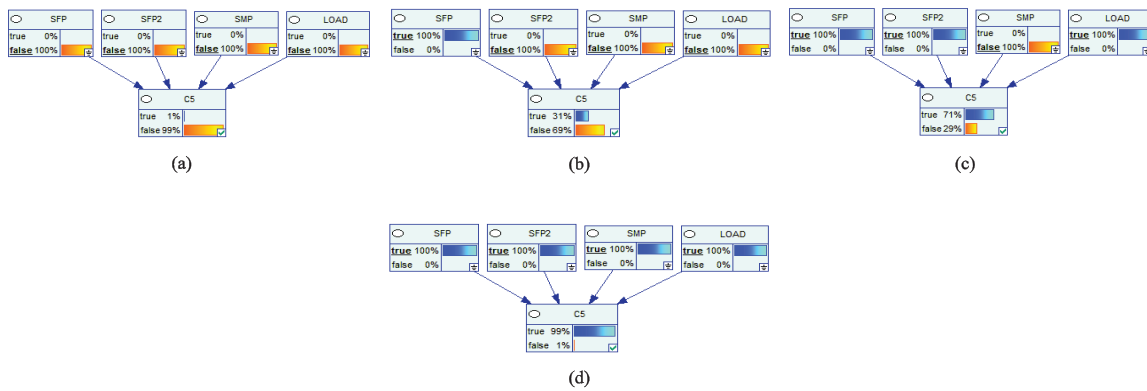 SFP
true 0%
false 100%
SFP2
true 0%
false 100%
SMP
true 0%
false 100%
LOAD
true 0%
false 100%
C5
true 1%
false 99%
(a)
SFP
true 100%
false 0%
SFP2
true 0%
false 100%
SMP
true 0%
false 100%
LOAD
true 0%
false 100%
C5
true 31%
false 69%
(b)
SFP
true 100%
false 0%
SFP2
true 100%
false 0%
SMP
true 0%
false 100%
LOAD
true 100%
false 0%
C5
true 71%
false 29%
(c)
SFP
true 100%
false 0%
SFP2
true 100%
false 0%
SMP
true 100%
false 0%
LOAD
true 100%
false 0%
C5
true 99%
false 1%
(d)